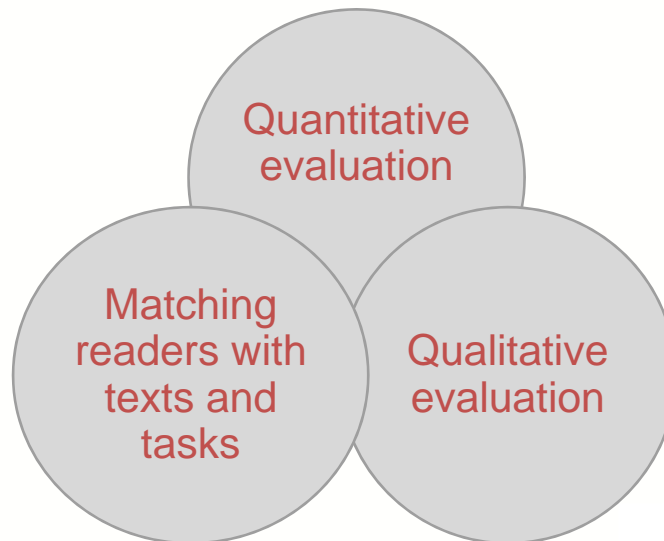 Quantitative
evaluation
Matching
readers with
texts and
tasks
Qualitative
evaluation